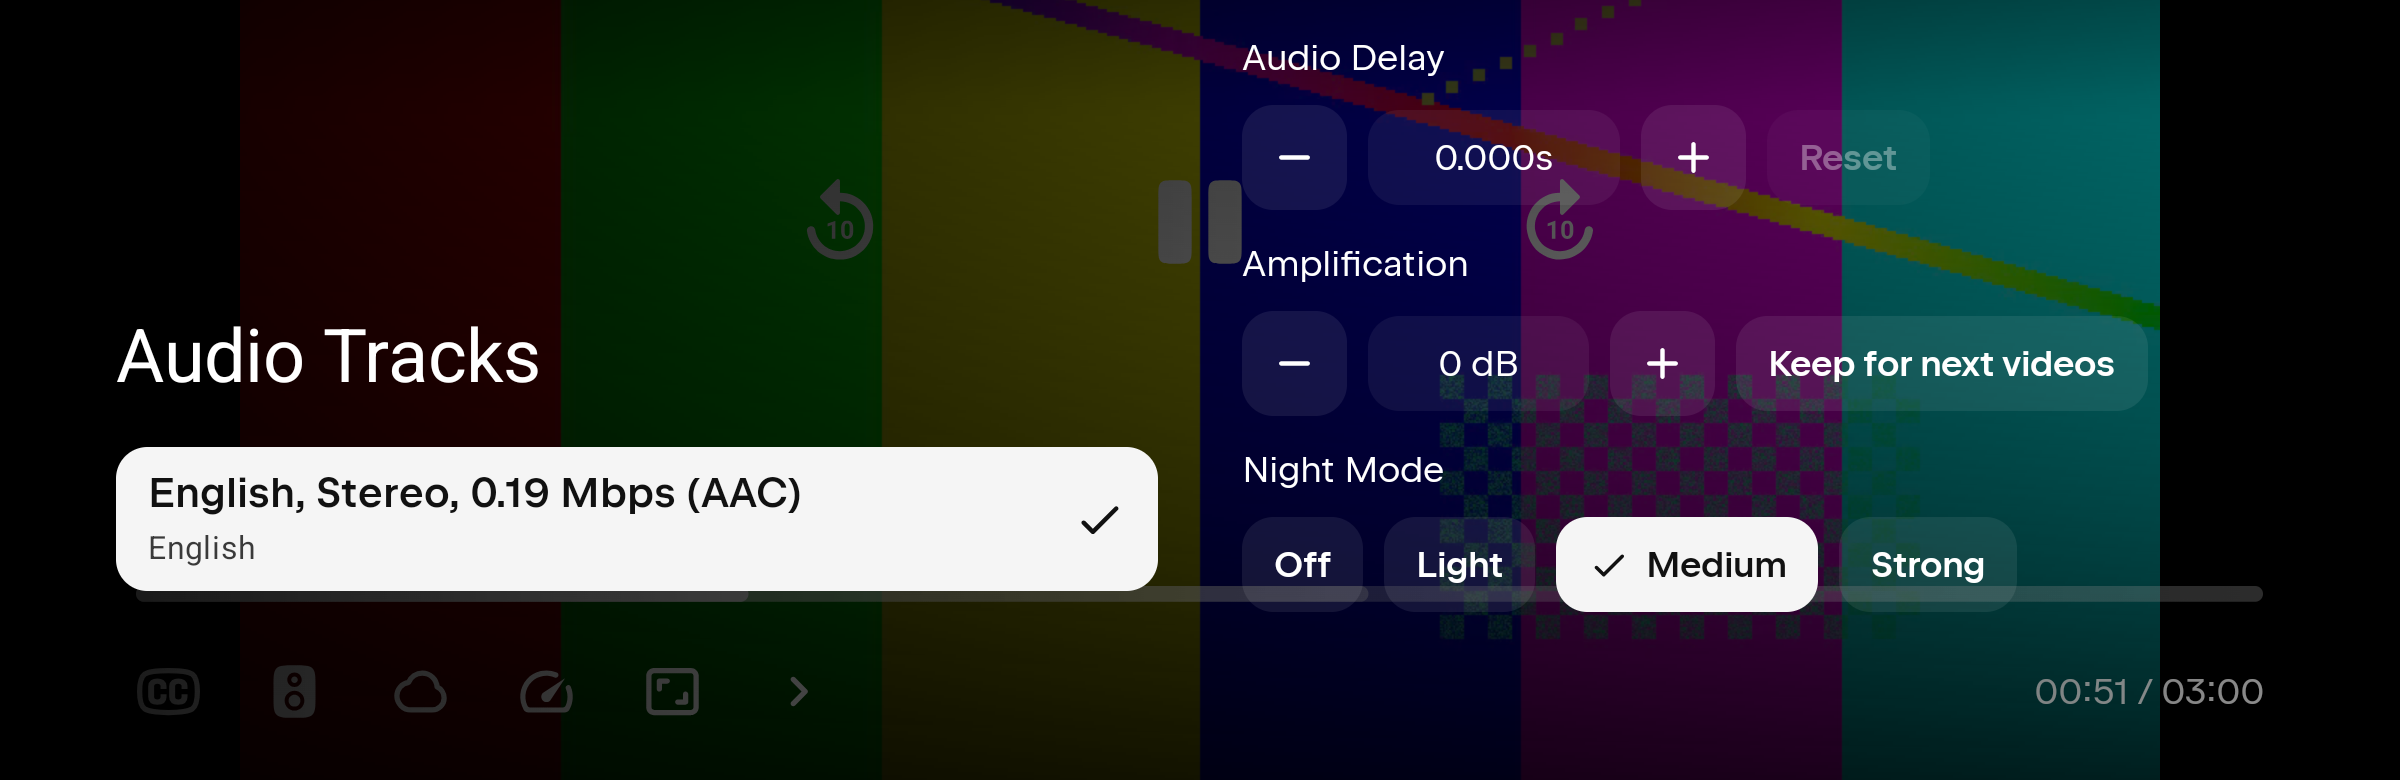 Audio Delay
0.000s
Reset
10
10
Amplification
0 dB
Keep for next videos
Audio Tracks
English, Stereo, 0.19 Mbps (AAC)
English
Night Mode
Off
Light
Medium
Strong
CC
00:51 / 03:00